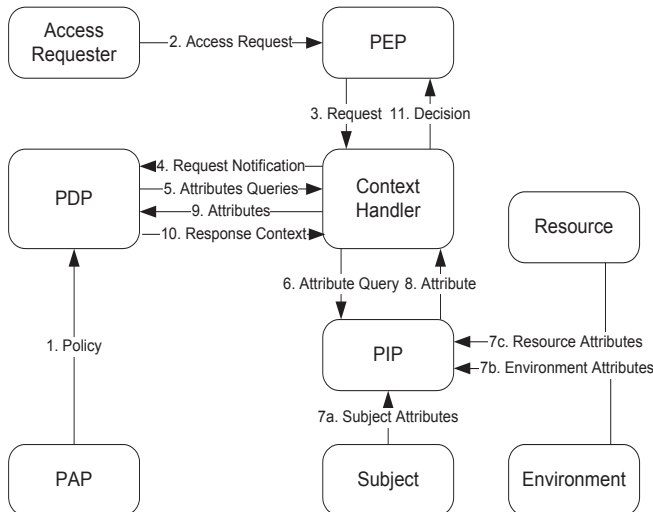 Access
Requester
2. Access Request
PEP
3. Request
11. Decision
4. Request Notification
5. Attributes Queries
9. Attributes
10. Response Context
PDP
Context
Handler
Resource
6. Attribute Query
8. Attribute
1. Policy
PIP
7c. Resource Attributes
7b. Environment Attributes
7a. Subject Attributes
PAP
Subject
Environment